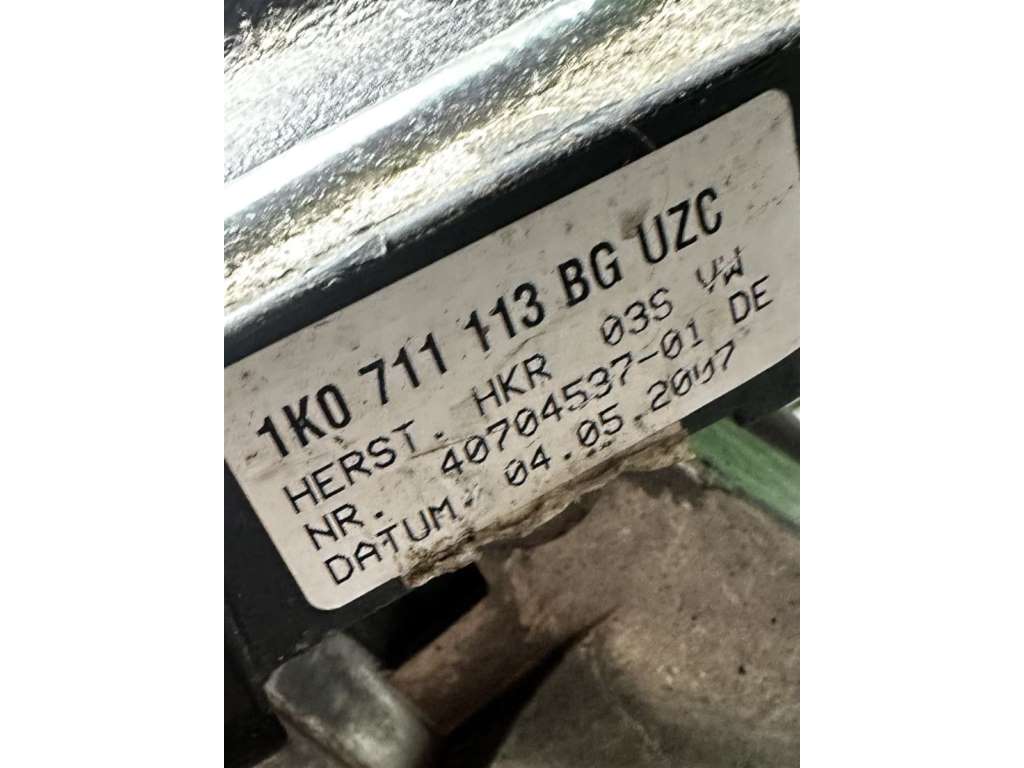 1K0 711 113 BG UZC
HERST. HKR 03S VW
NR. 40704537-01 DE
DATUM. 04.05.2007